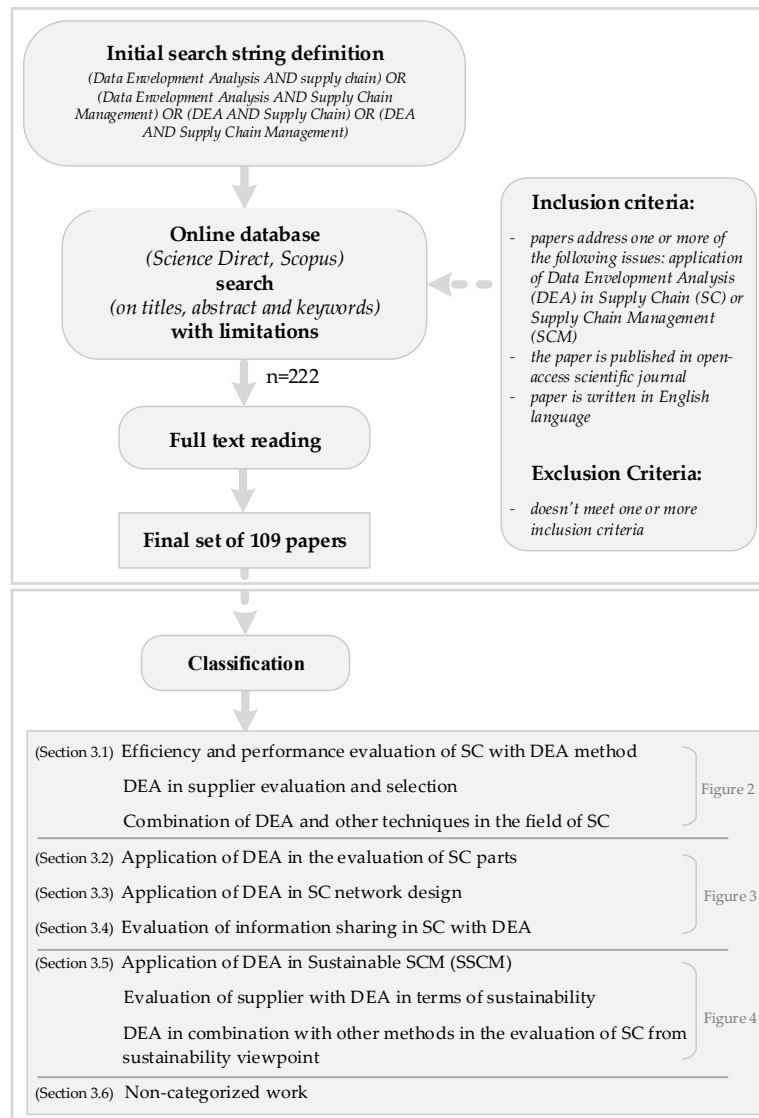 Initial search string definition
(Data Envelopment Analysis AND supply chain) OR
(Data Envelopment Analysis AND Supply Chain
Management) OR (DEA AND Supply Chain) OR (DEA
AND Supply Chain Management)
Online database
(Science Direct, Scopus)
search
(on titles, abstract and keywords)
with limitations
Inclusion criteria:
- papers address one or more of
the following issues: application
of Data Envelopment Analysis
(DEA) in Supply Chain (SC) or
Supply Chain Management
(SCM)
- the paper is published in open-
access scientific journal
- paper is written in English
language
Exclusion Criteria:
- doesn't meet one or more
inclusion criteria
n=222
Full text reading
Final set of 109 papers
Classification
(Section 3.1) Efficiency and performance evaluation of SC with DEA method
DEA in supplier evaluation and selection
Combination of DEA and other techniques in the field of SC
Figure 2
(Section 3.2) Application of DEA in the evaluation of SC parts
(Section 3.3) Application of DEA in SC network design
(Section 3.4) Evaluation of information sharing in SC with DEA
Figure 3
(Section 3.5) Application of DEA in Sustainable SCM (SSCM)
Evaluation of supplier with DEA in terms of sustainability
DEA in combination with other methods in the evaluation of SC from
sustainability viewpoint
Figure 4
(Section 3.6) Non-categorized work